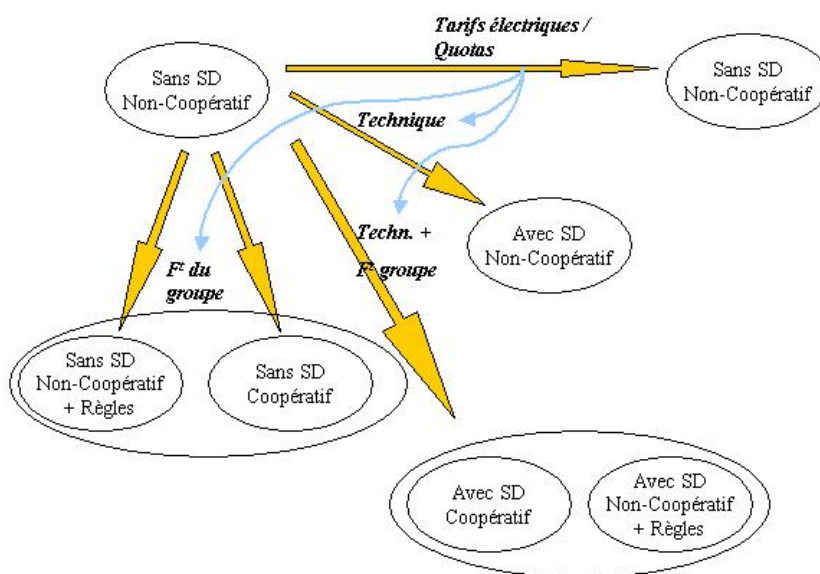 Tarifs électriques /
Quotas
Sans SD
Non-Coopératif
Sans SD
Non-Coopératif
Technique
Avec SD
Non-Coopératif
Techn. +
Fᵗ groupe
Fᵗ du
groupe
Sans SD
Non-Coopératif
+ Règles
Sans SD
Coopératif
Avec SD
Coopératif
Avec SD
Non-Coopératif
+ Règles